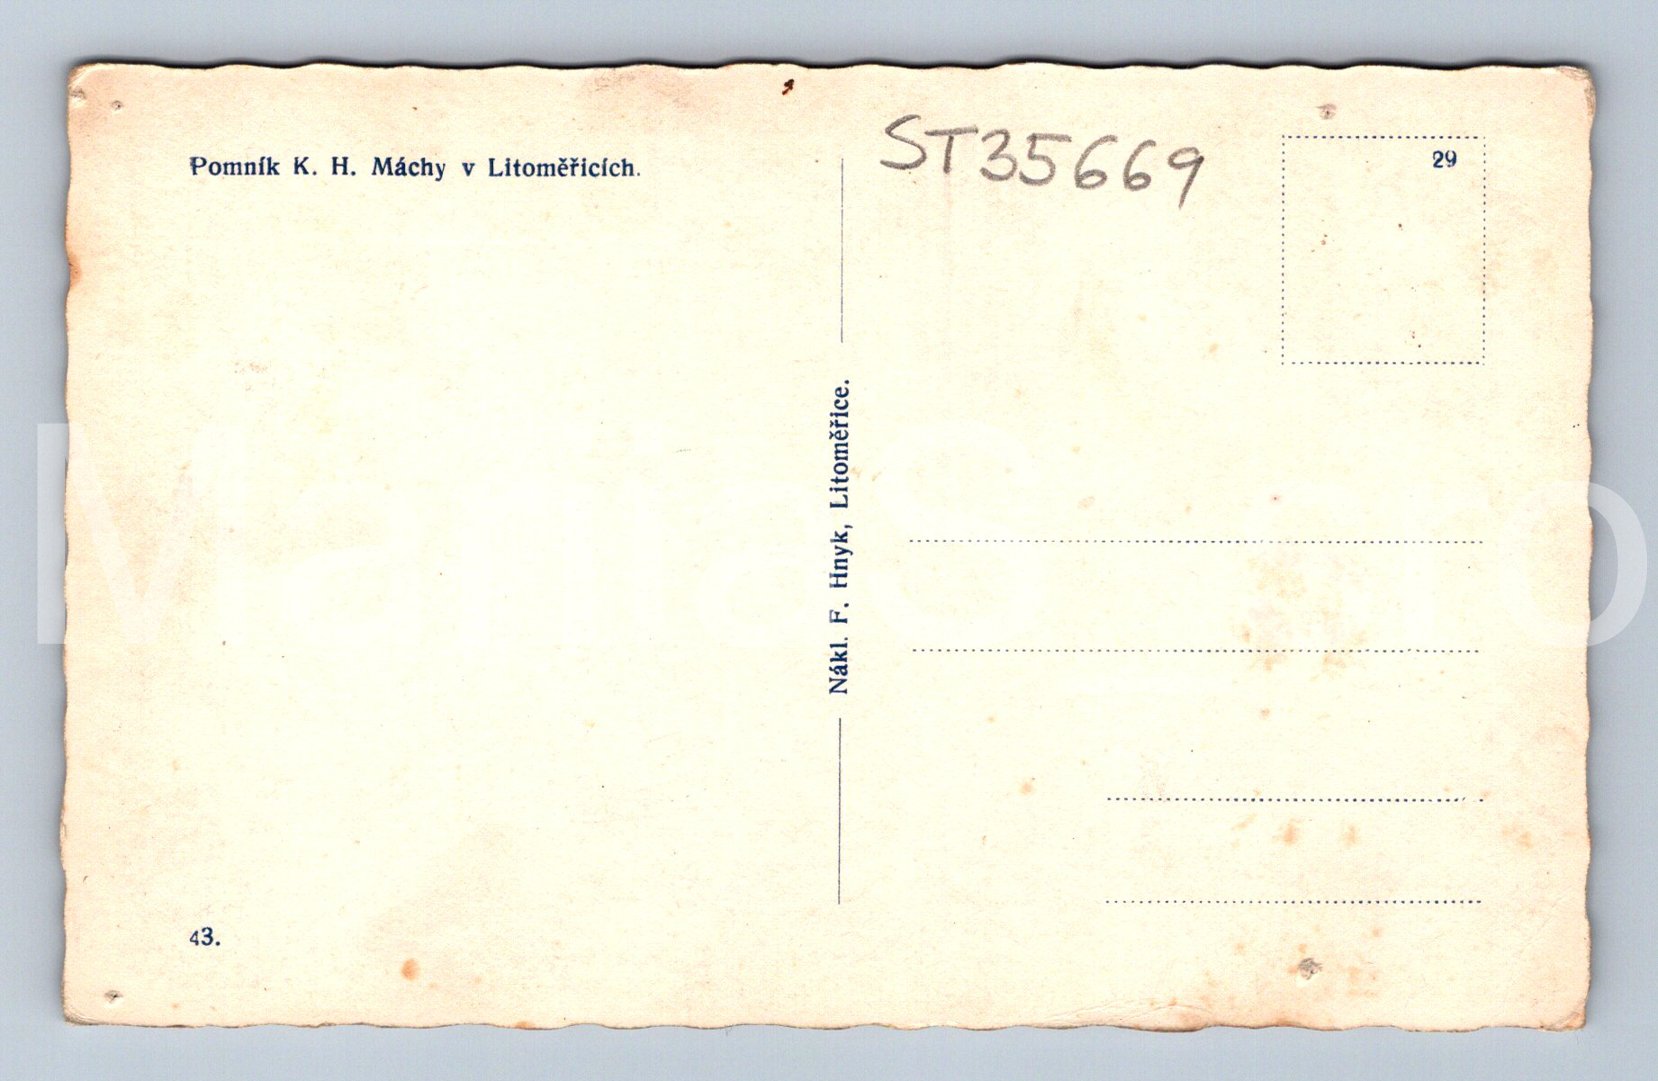 Pomník K. H. Máchy v Litoměřicích.
ST35669
29
Nákl. F. Hnyk, Litoměřice.
43.